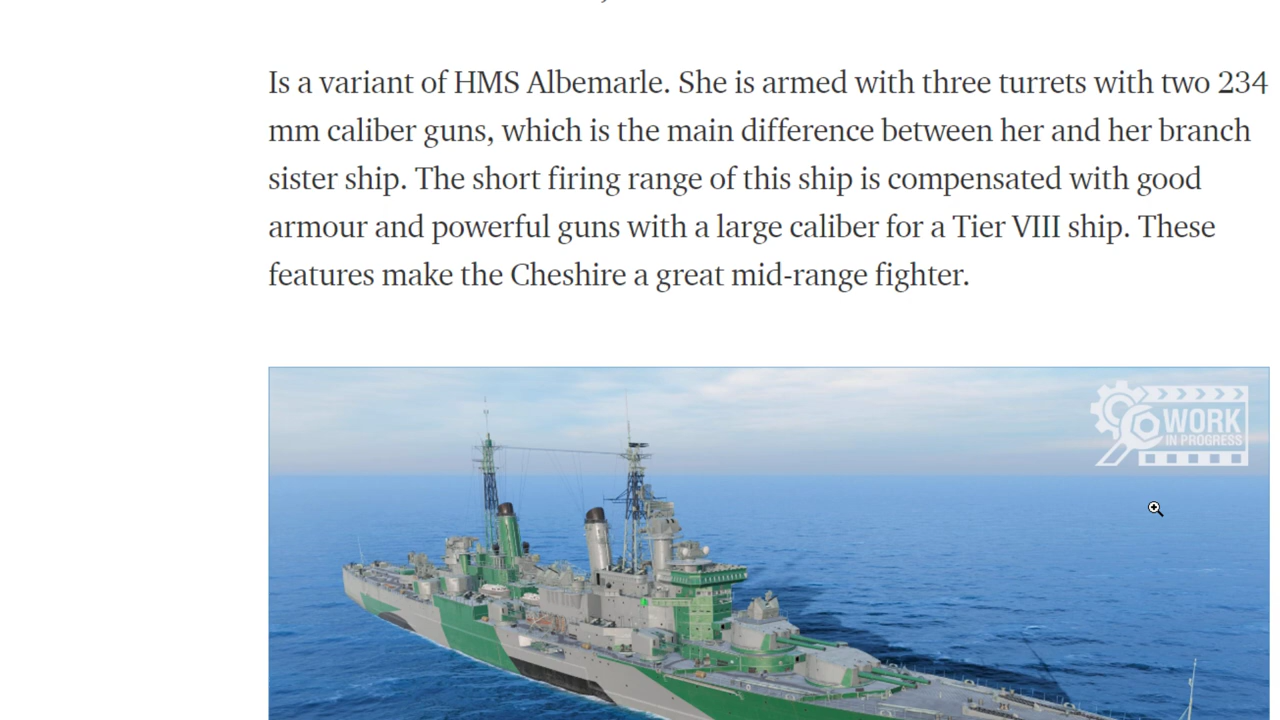 Is a variant of HMS Albemarle. She is armed with three turrets with two 234
mm caliber guns, which is the main difference between her and her branch
sister ship. The short firing range of this ship is compensated with good
armour and powerful guns with a large caliber for a Tier VIII ship. These
features make the Cheshire a great mid-range fighter.
WORK
IN PROGRESS